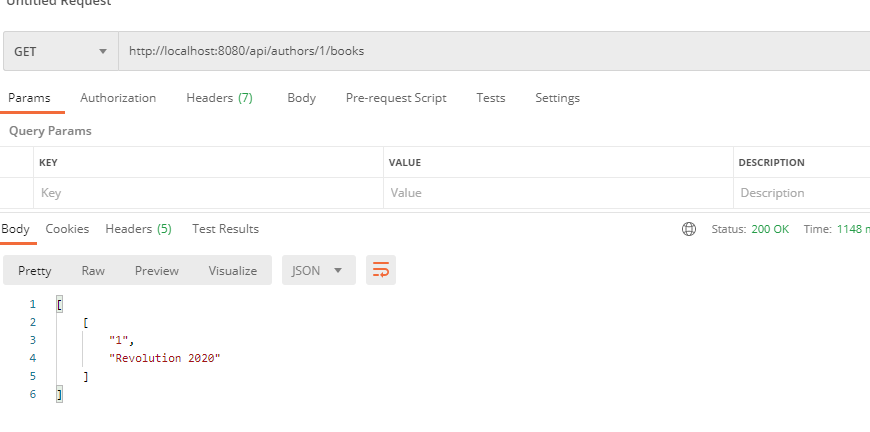 Untitled Request
GET http://localhost:8080/api/authors/1/books
Params Authorization Headers (7) Body Pre-request Script Tests Settings
Query Params
KEY VALUE DESCRIPTION
Key Value Description
Body Cookies Headers (5) Test Results Status: 200 OK Time: 1148 m
Pretty Raw Preview Visualize JSON
1 [
2 [
3 "1",
4 "Revolution 2020"
5 ]
6 ]